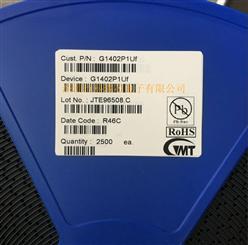 Cust. P/N : G1402P1Uf
Device : G1402P1Uf
Lot No. : JTE96508.C
Date Code : R46C
Quantity : 2500 ea.
Pb
Pb-Free
RoHS
GMT